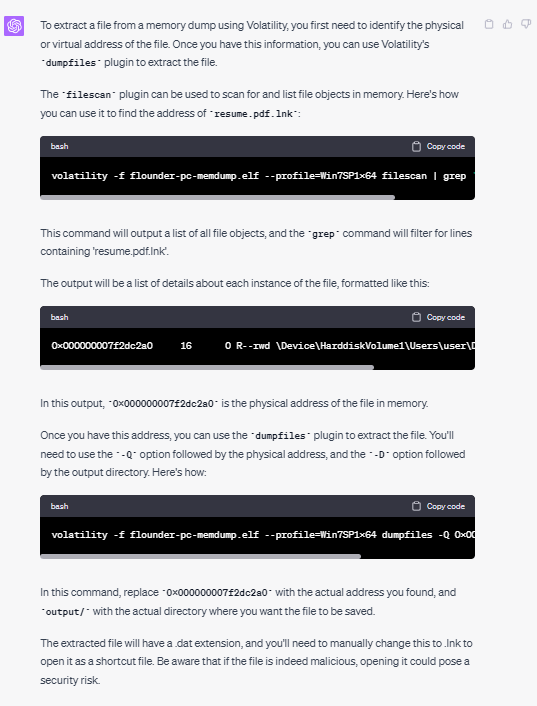 To extract a file from a memory dump using Volatility, you first need to identify the physical
or virtual address of the file. Once you have this information, you can use Volatility's
`dumpfiles` plugin to extract the file.
The `filescan` plugin can be used to scan for and list file objects in memory. Here's how
you can use it to find the address of `resume.pdf.lnk`:
bash Copy code
volatility -f flounder-pc-memdump.elf --profile=Win7SP1x64 filescan | grep
This command will output a list of all file objects, and the `grep` command will filter for lines
containing 'resume.pdf.lnk'.
The output will be a list of details about each instance of the file, formatted like this:
bash Copy code
0x000000007f2dc2a0 16 0 R--rwd \Device\HarddiskVolume1\Users\user\D
In this output, `0x000000007f2dc2a0` is the physical address of the file in memory.
Once you have this address, you can use the `dumpfiles` plugin to extract the file. You'll
need to use the `-Q` option followed by the physical address, and the `-D` option followed
by the output directory. Here's how:
bash Copy code
volatility -f flounder-pc-memdump.elf --profile=Win7SP1x64 dumpfiles -Q 0x00
In this command, replace `0x000000007f2dc2a0` with the actual address you found, and
`output/` with the actual directory where you want the file to be saved.
The extracted file will have a .dat extension, and you'll need to manually change this to .lnk to
open it as a shortcut file. Be aware that if the file is indeed malicious, opening it could pose a
security risk.